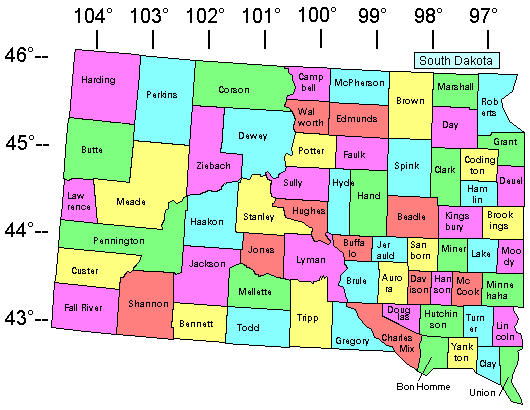 104° 103° 102° 101° 100° 99° 98° 97°
46°
South Dakota
Harding
Perkins
Corson
Camp
bell
McPherson
Brown
Marshall
Rob
erts
Wal
worth
Edmunds
Day
45°
Butte
Ziebach
Dewey
Potter
Faulk
Spink
Clark
Coding
ton
Grant
Deuel
Ham
lin
Law
rence
Meade
Sully
Hyde
Hand
Haakon
Stanley
Hughes
Beadle
Kings
bury
Brook
ings
44°
Pennington
Jones
Lyman
Buffa
lo
Jer
auld
San
born
Miner
Lake
Moo
dy
Custer
Jackson
Mellette
Brule
Auro
ra
Dav
ison
Han
son
Mc
Cook
Minne
haha
Fall River
Shannon
Bennett
Todd
Tripp
Gregory
Doug
las
Charles
Mix
Hutchin
son
Turn
er
Lin
coln
43°
Yank
ton
Clay
Bon Homme
Union